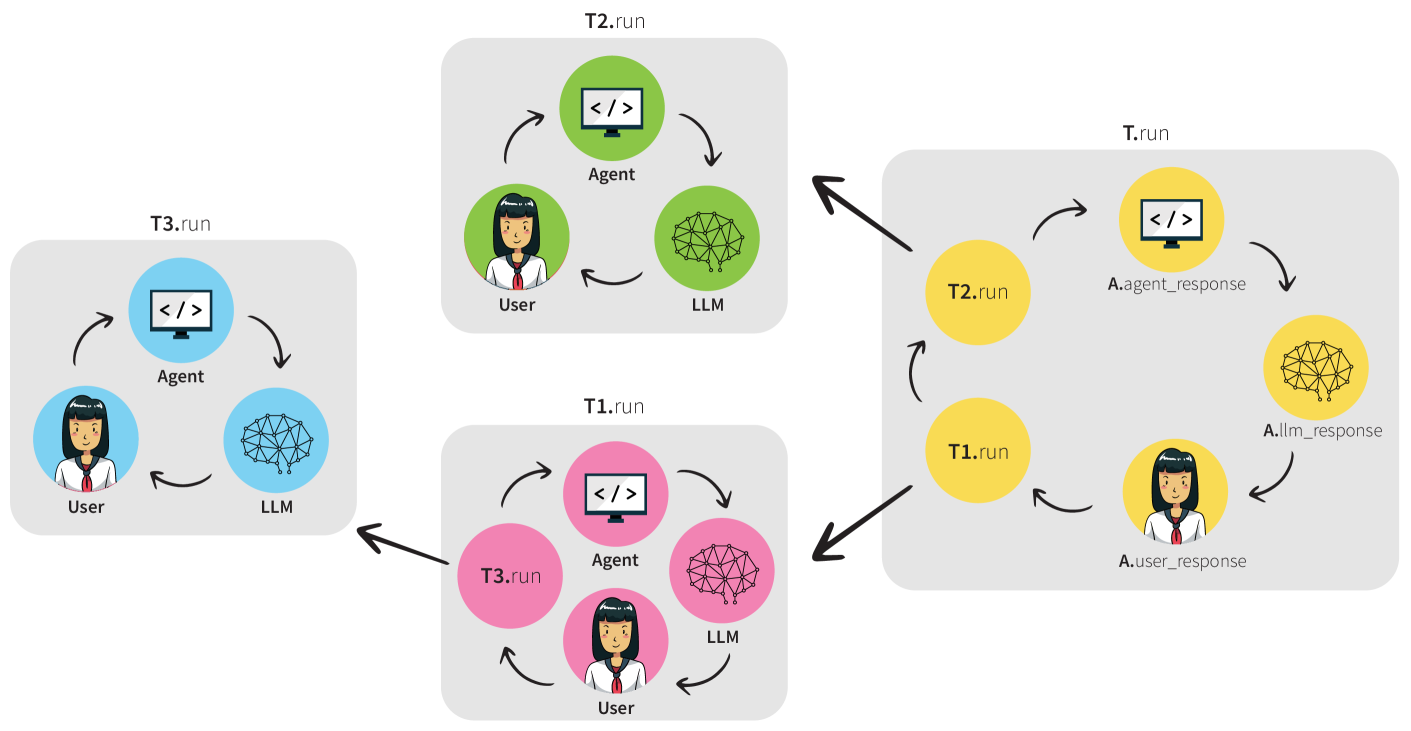 T2.run
</>
Agent
User
LLM
T.run
</>
A.agent_response
T2.run
A.llm_response
T1.run
A.user_response
T3.run
</>
Agent
User
LLM
T1.run
</>
Agent
T3.run
LLM
User